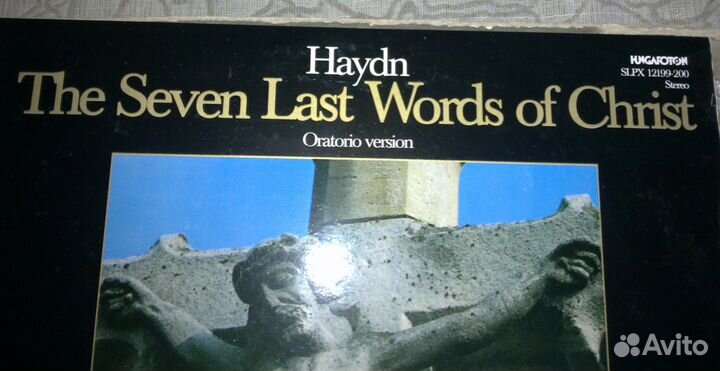 Haydn
HUNGAROTON
SLPX 12199-200
Stereo
The Seven Last Words of Christ
Oratorio version
Avito